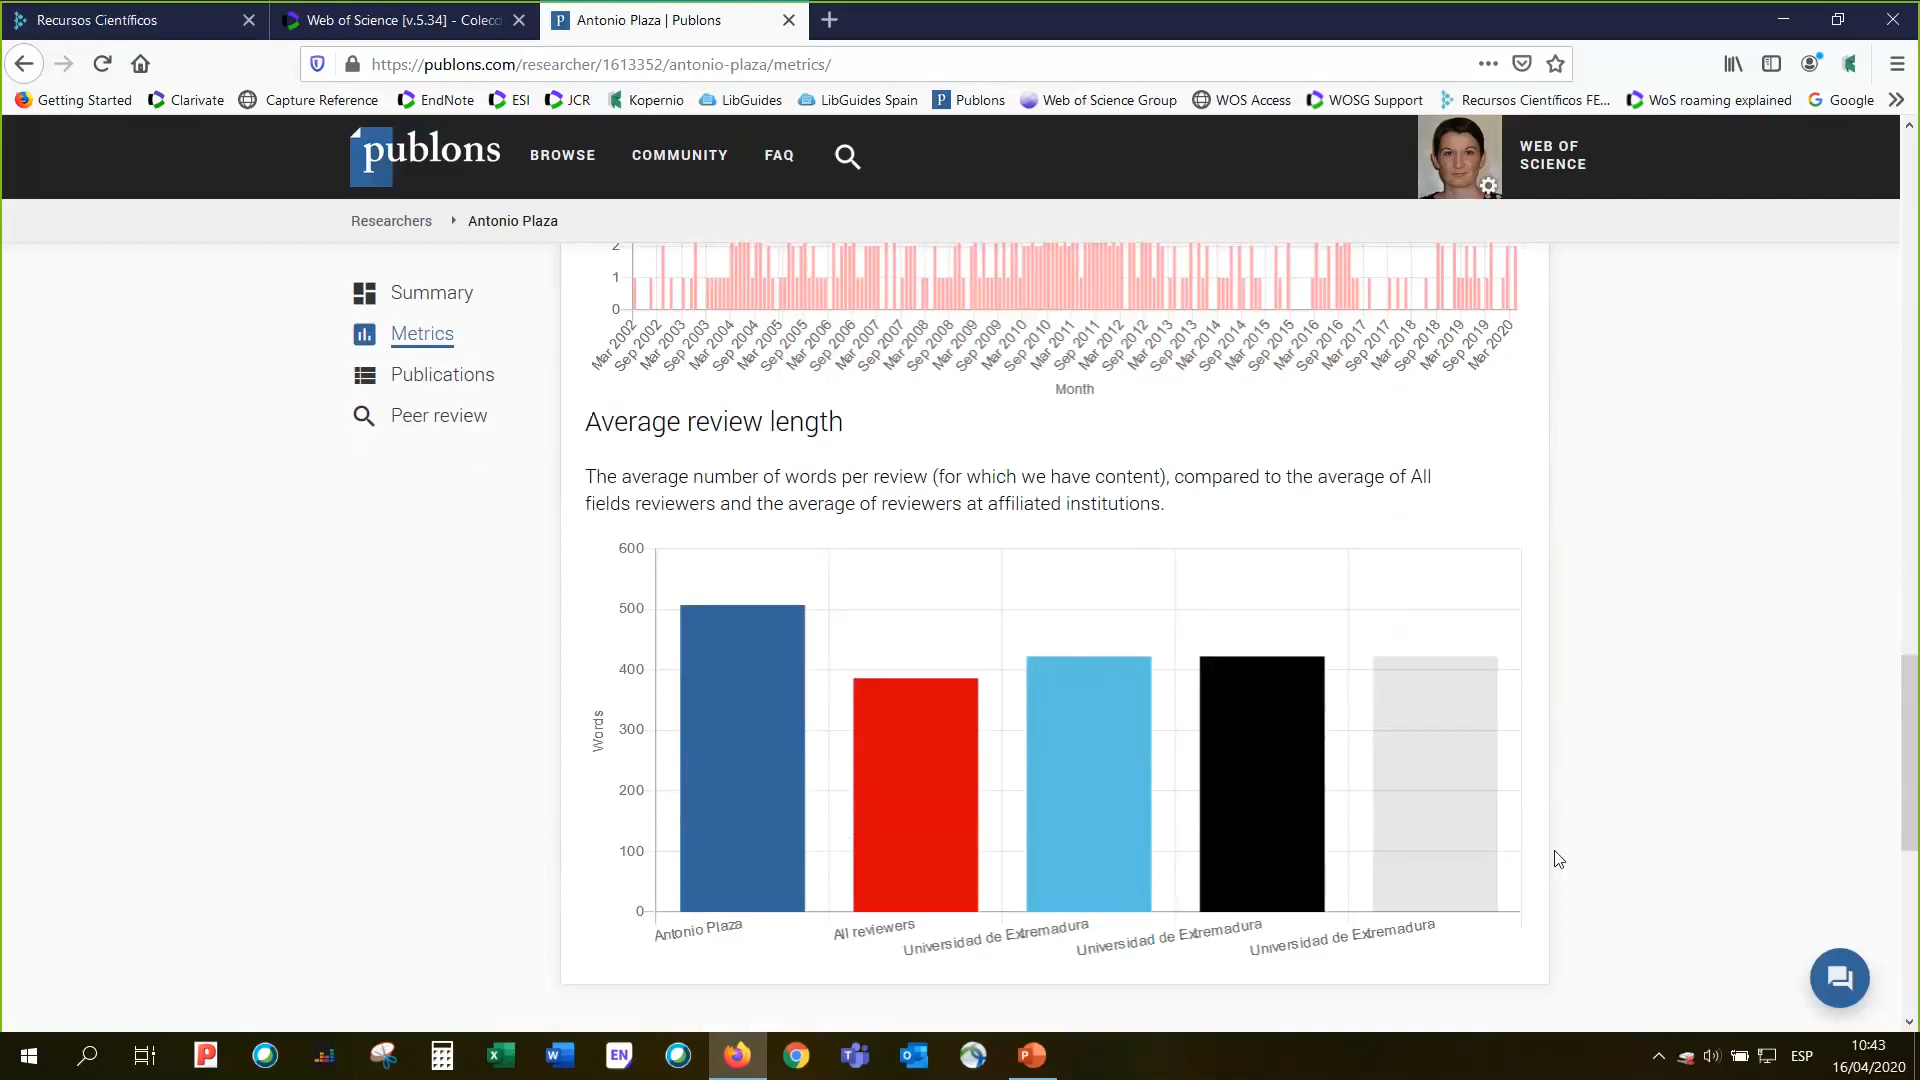 Recursos Científicos
Web of Science [v.5.34] - Colecc
Antonio Plaza | Publons
https://publons.com/researcher/1613352/antonio-plaza/metrics/
Getting Started
Clarivate
Capture Reference
EndNote
ESI
JCR
Kopernio
LibGuides
LibGuides Spain
Publons
Web of Science Group
WOS Access
WOSG Support
Recursos Científicos FE...
WoS roaming explained
Google
publons
BROWSE
COMMUNITY
FAQ
WEB OF
SCIENCE
Researchers
Antonio Plaza
Summary
Metrics
Publications
Peer review
2
1
0
Mar 2002
Sep 2002
Mar 2003
Sep 2003
Mar 2004
Sep 2004
Mar 2005
Sep 2005
Mar 2006
Sep 2006
Mar 2007
Sep 2007
Mar 2008
Sep 2008
Mar 2009
Sep 2009
Mar 2010
Sep 2010
Mar 2011
Sep 2011
Mar 2012
Sep 2012
Mar 2013
Sep 2013
Mar 2014
Sep 2014
Mar 2015
Sep 2015
Mar 2016
Sep 2016
Mar 2017
Sep 2017
Mar 2018
Sep 2018
Mar 2019
Sep 2019
Mar 2020
Month
Average review length
The average number of words per review (for which we have content), compared to the average of All
fields reviewers and the average of reviewers at affiliated institutions.
600
500
400
300
200
100
0
Words
Antonio Plaza
All reviewers
Universidad de Extremadura
Universidad de Extremadura
Universidad de Extremadura
ESP
10:43
16/04/2020